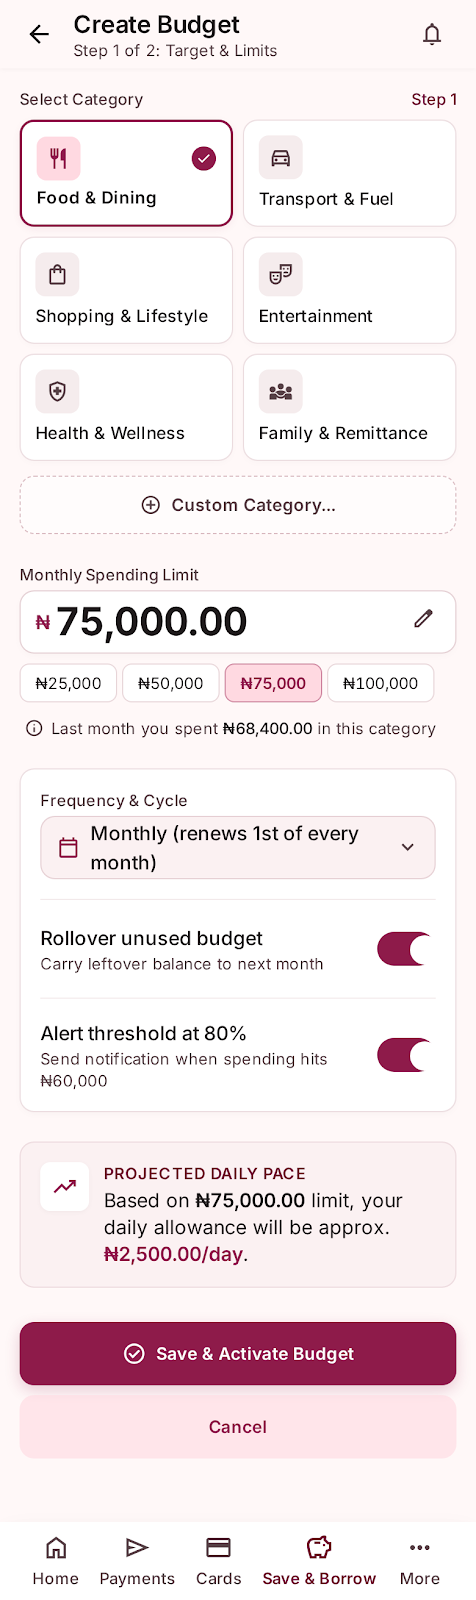 Create Budget
Step 1 of 2: Target & Limits
Select Category
Step 1
Food & Dining
Transport & Fuel
Shopping & Lifestyle
Entertainment
Health & Wellness
Family & Remittance
Custom Category...
Monthly Spending Limit
₦ 75,000.00
₦25,000
₦50,000
₦75,000
₦100,000
Last month you spent ₦68,400.00 in this category
Frequency & Cycle
Monthly (renews 1st of every
month)
Rollover unused budget
Carry leftover balance to next month
Alert threshold at 80%
Send notification when spending hits
₦60,000
PROJECTED DAILY PACE
Based on ₦75,000.00 limit, your
daily allowance will be approx.
₦2,500.00/day.
Save & Activate Budget
Cancel
Home
Payments
Cards
Save & Borrow
More